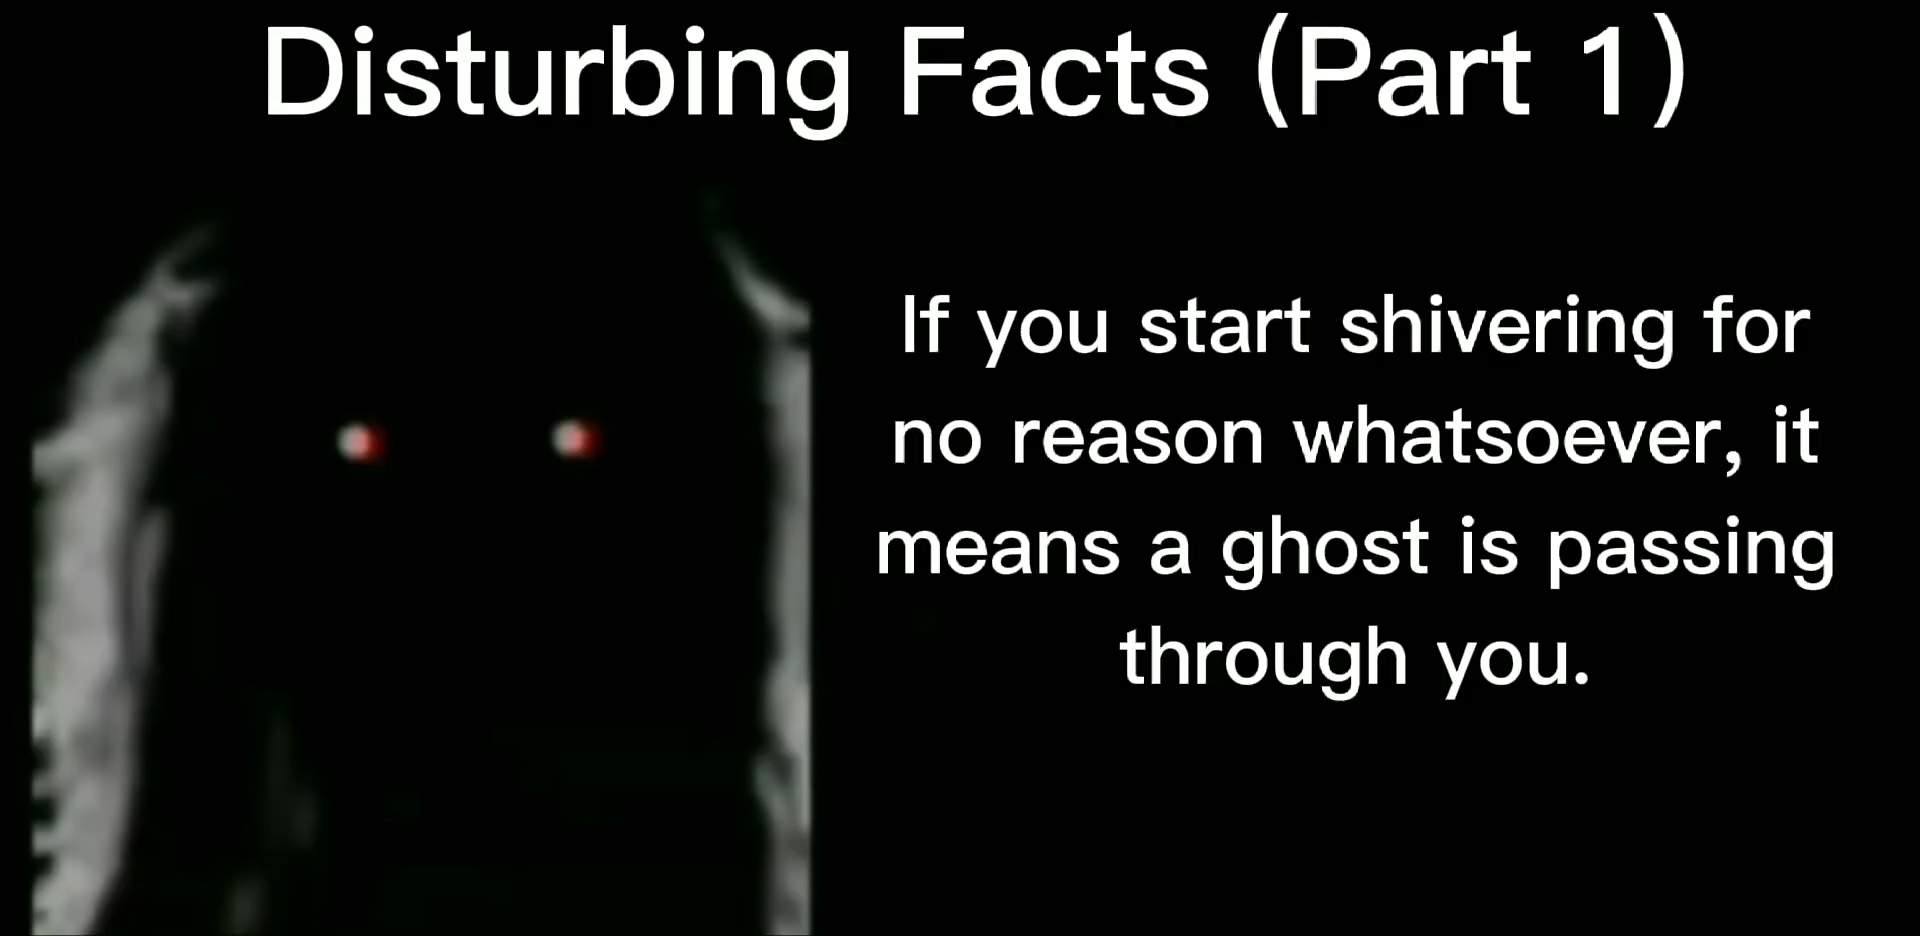 Disturbing Facts (Part 1)
If you start shivering for
no reason whatsoever, it
means a ghost is passing
through you.